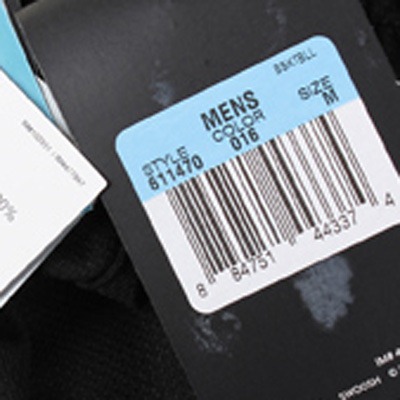 BSKTBLL
MENS
SIZE
COLOR
M
STYLE
016
611470
8 84751 44337 4
SWOOSH ©